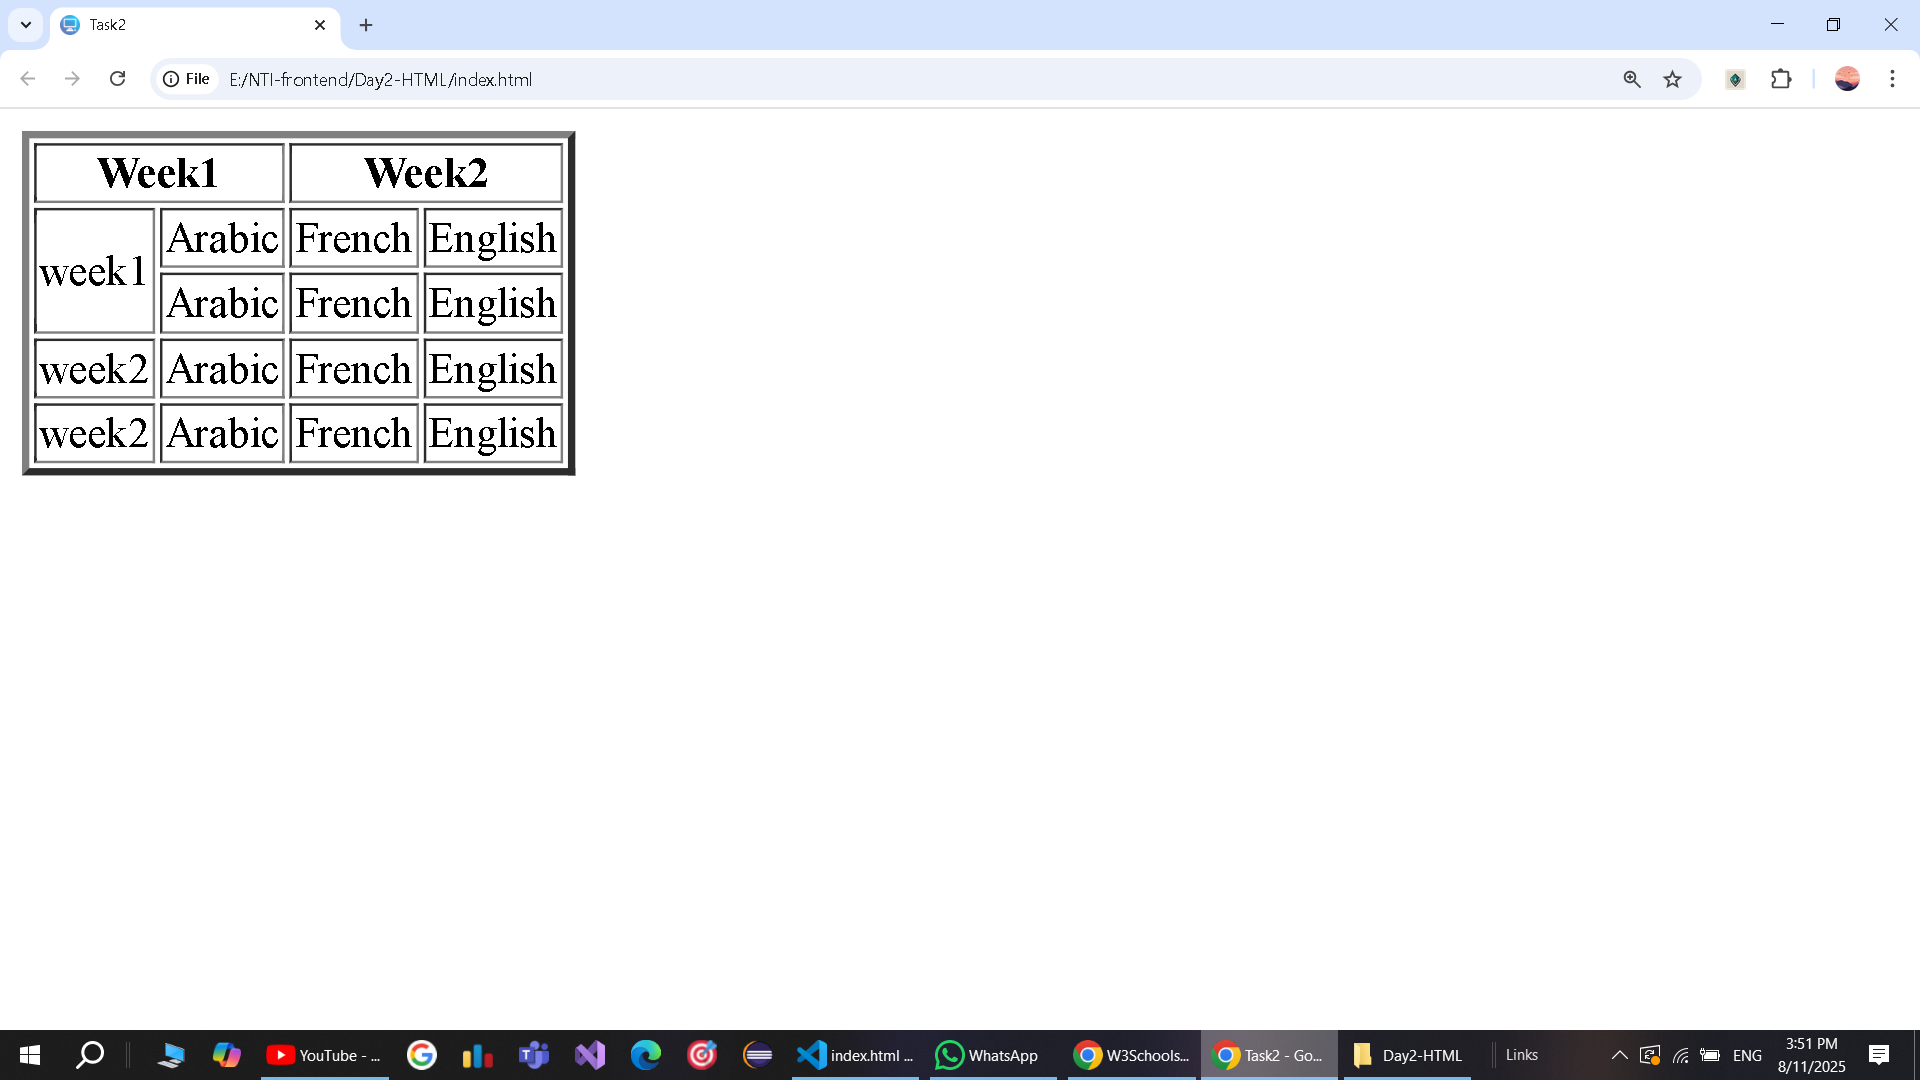 Task2
File E:/NTI-frontend/Day2-HTML/index.html
Week1 Week2
week1 Arabic French English
Arabic French English
week2 Arabic French English
week2 Arabic French English
YouTube - ... index.html ... WhatsApp W3Schools... Task2 - Go... Day2-HTML Links ENG 3:51 PM
8/11/2025